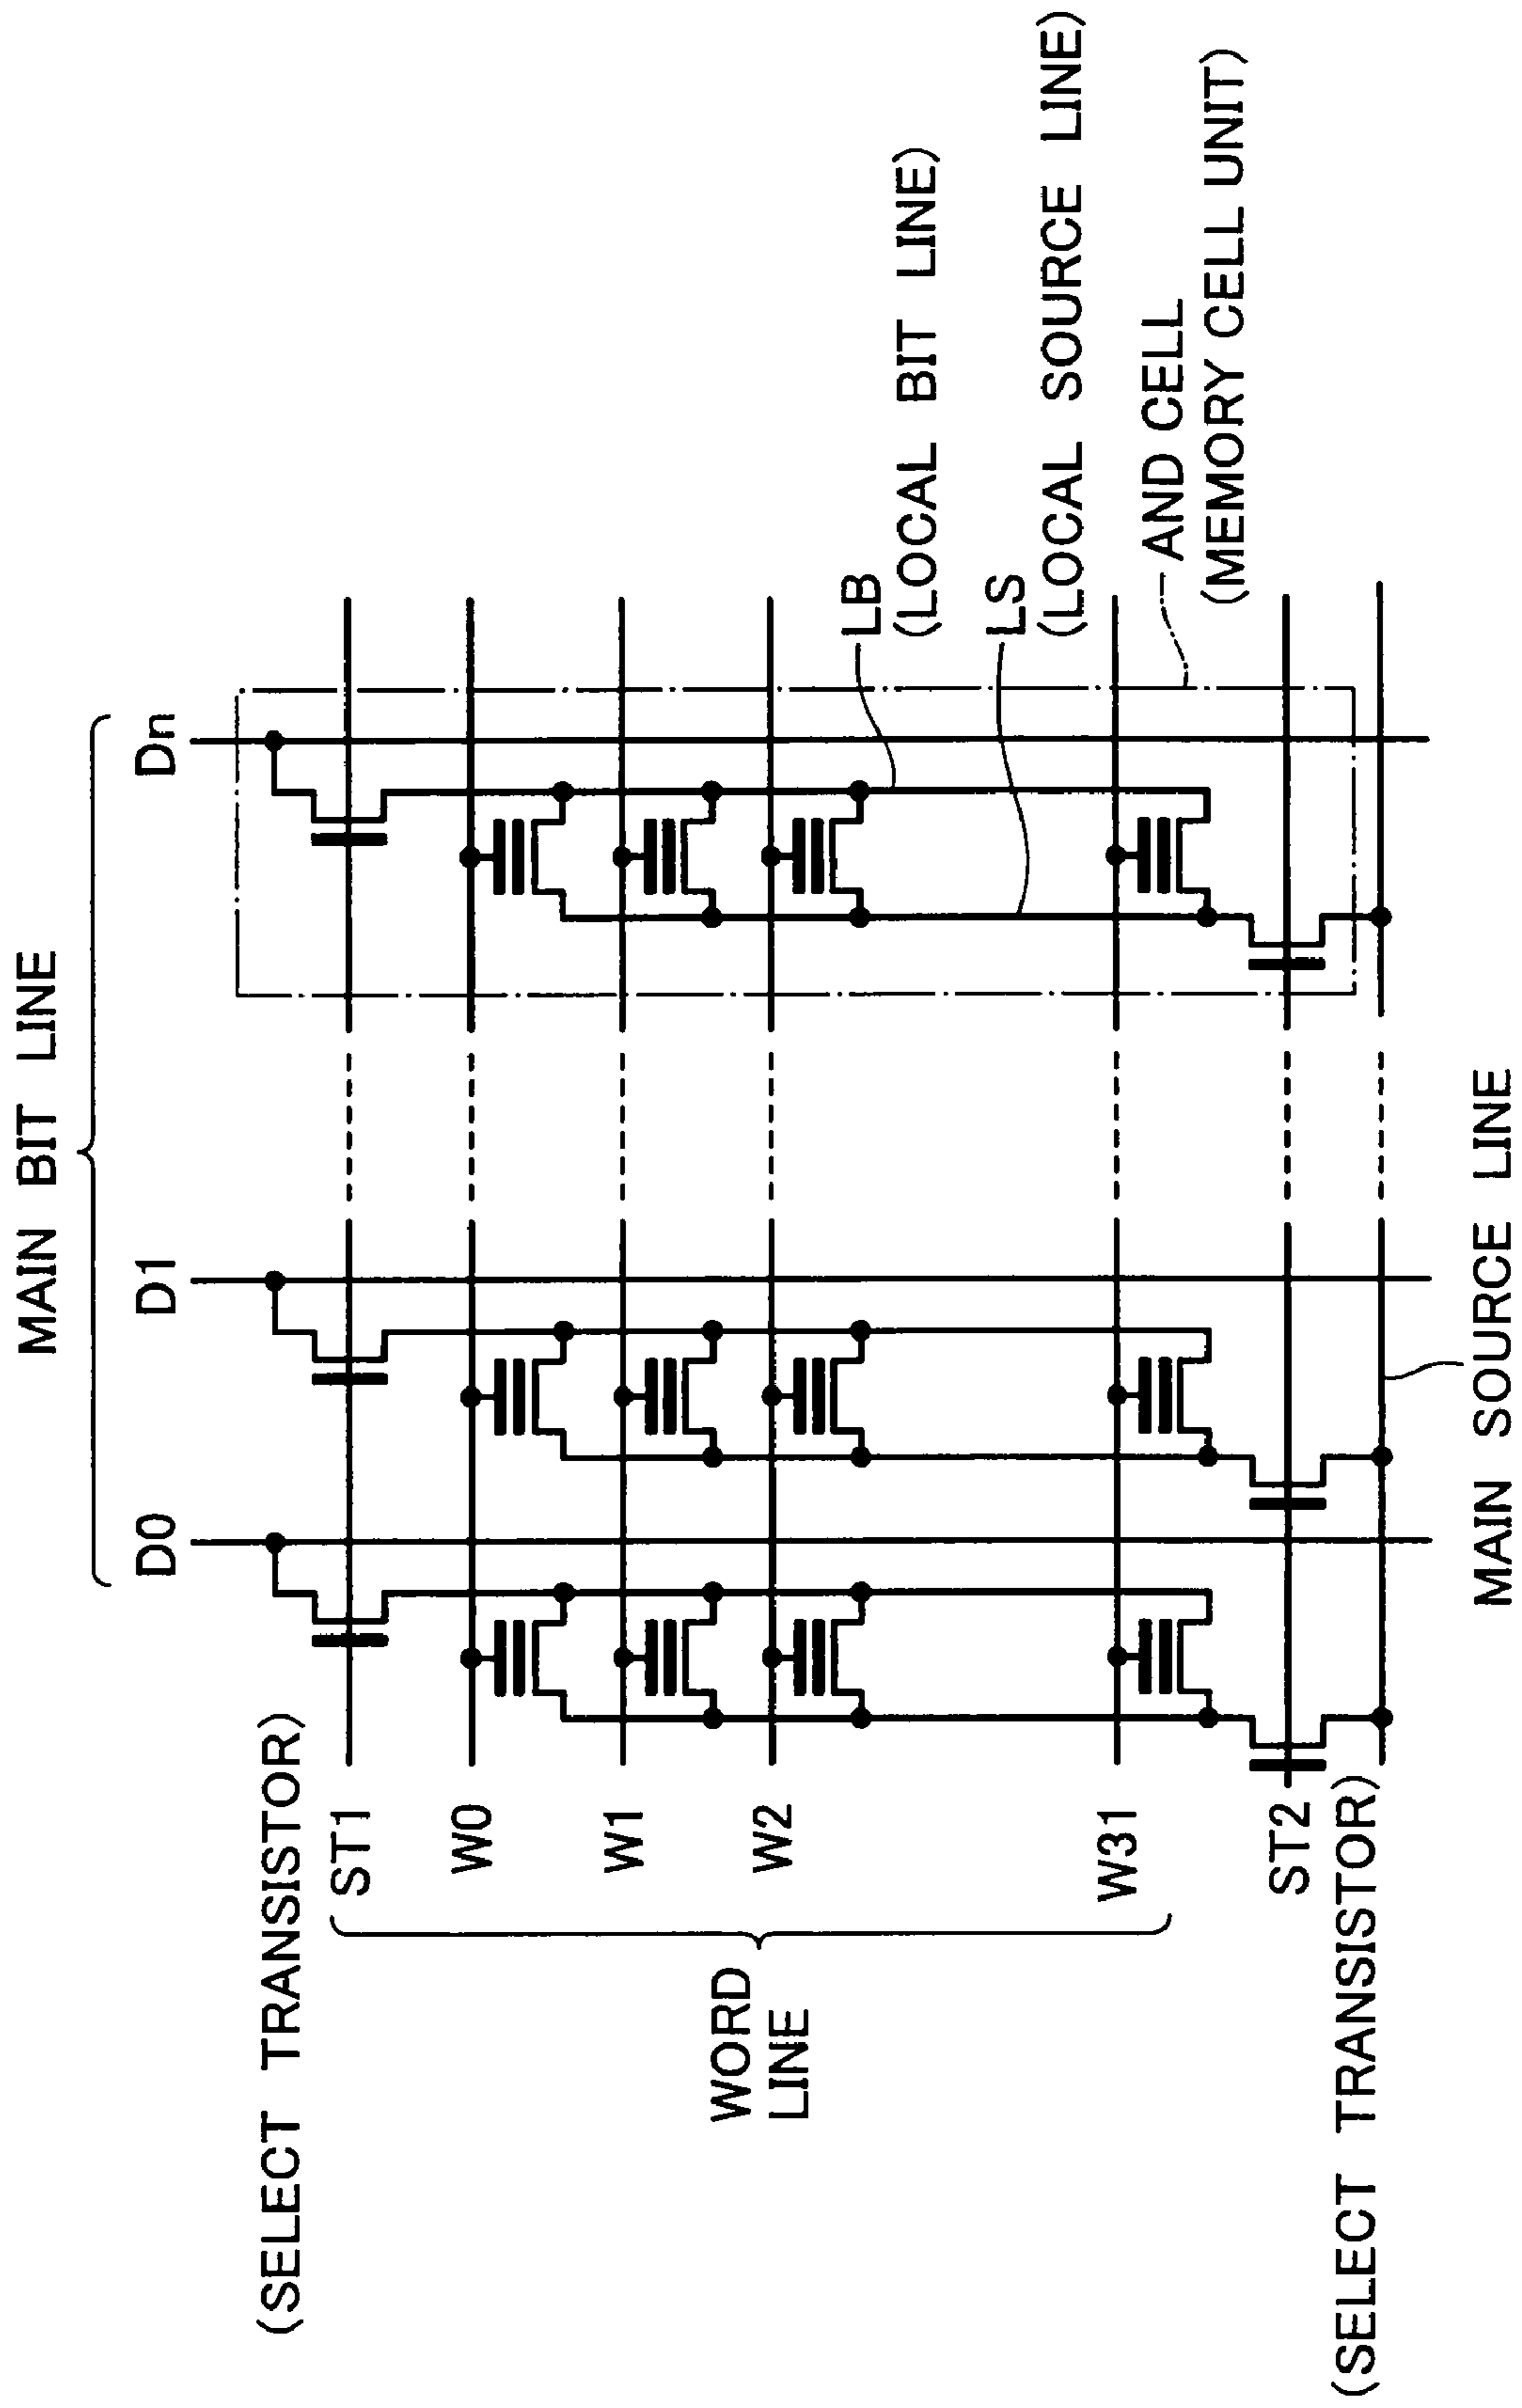 MAIN BIT LINE
D0
D1
Dn
(SELECT TRANSISTOR)
ST1
W0
W1
W2
W31
WORD
LINE
ST2
(SELECT TRANSISTOR)
LB
(LOCAL BIT LINE)
LS
(LOCAL SOURCE LINE)
AND CELL
(MEMORY CELL UNIT)
MAIN SOURCE LINE